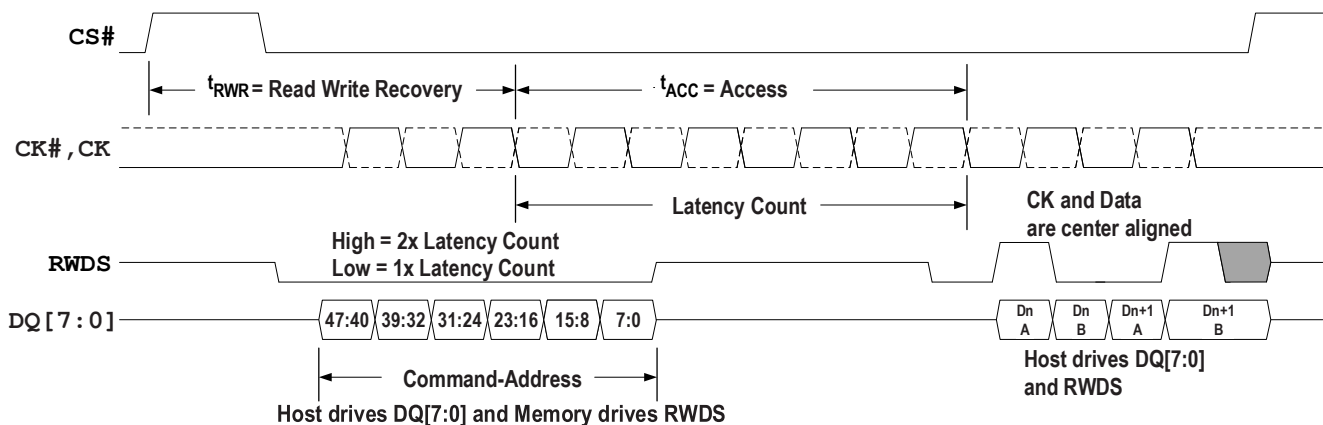 CS#
tRWR = Read Write Recovery
tACC = Access
CK#,CK
Latency Count
CK and Data
are center aligned
High = 2x Latency Count
Low = 1x Latency Count
RWDS
DQ[7:0]
47:40 39:32 31:24 23:16 15:8 7:0
Dn
A
Dn
B
Dn+1
A
Dn+1
B
Host drives DQ[7:0]
and RWDS
Command-Address
Host drives DQ[7:0] and Memory drives RWDS